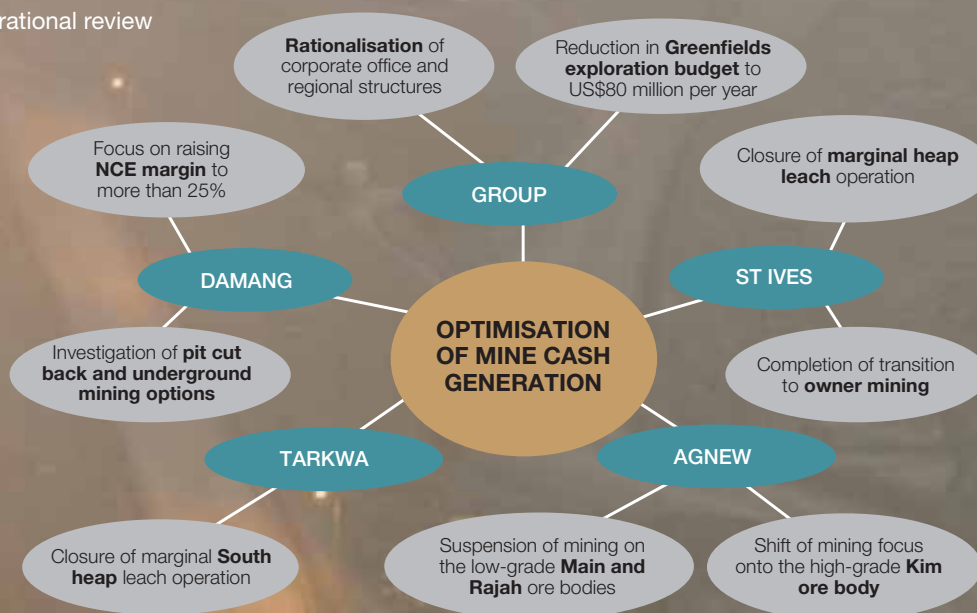 rational review
Rationalisation of
corporate office and
regional structures
Reduction in Greenfields
exploration budget to
US$80 million per year
Focus on raising
NCE margin to
more than 25%
Closure of marginal heap
leach operation
GROUP
DAMANG
ST IVES
OPTIMISATION
OF MINE CASH
GENERATION
Investigation of pit cut
back and underground
mining options
Completion of transition
to owner mining
TARKWA
AGNEW
Closure of marginal South
heap leach operation
Suspension of mining on
the low-grade Main and
Rajah ore bodies
Shift of mining focus
onto the high-grade Kim
ore body